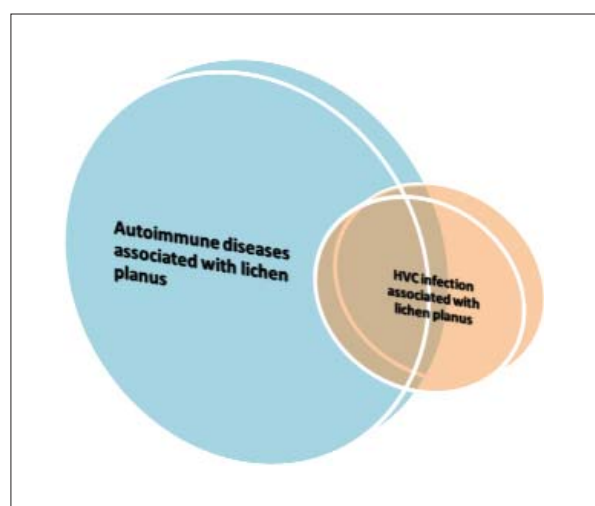 Autoimmune diseases
associated with lichen
planus
HVC infection
associated with
lichen planus